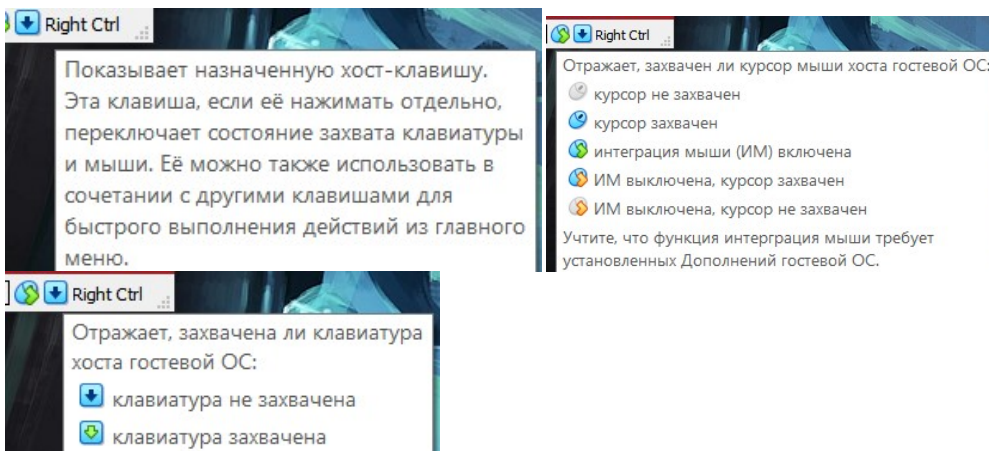 Right Ctrl
Показывает назначенную хост-клавишу.
Эта клавиша, если её нажимать отдельно,
переключает состояние захвата клавиатуры
и мыши. Её можно также использовать в
сочетании с другими клавишами для
быстрого выполнения действий из главного
меню.
Right Ctrl
Отражает, захвачен ли курсор мыши хоста гостевой ОС:
курсор не захвачен
курсор захвачен
интеграция мыши (ИМ) включена
ИМ выключена, курсор захвачен
ИМ выключена, курсор не захвачен
Учтите, что функция интерграция мыши требует
установленных Дополнений гостевой ОС.
Right Ctrl
Отражает, захвачена ли клавиатура
хоста гостевой ОС:
клавиатура не захвачена
клавиатура захвачена